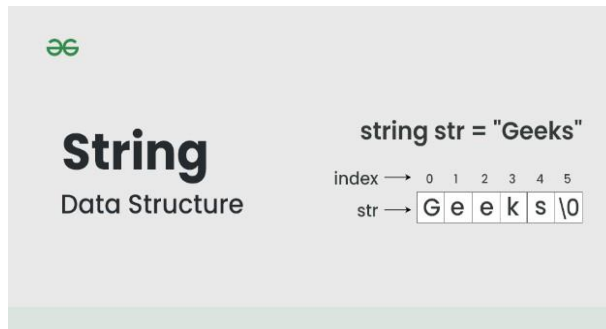 String
Data Structure
string str = "Geeks"
index 0 1 2 3 4 5
str G e e k s \0